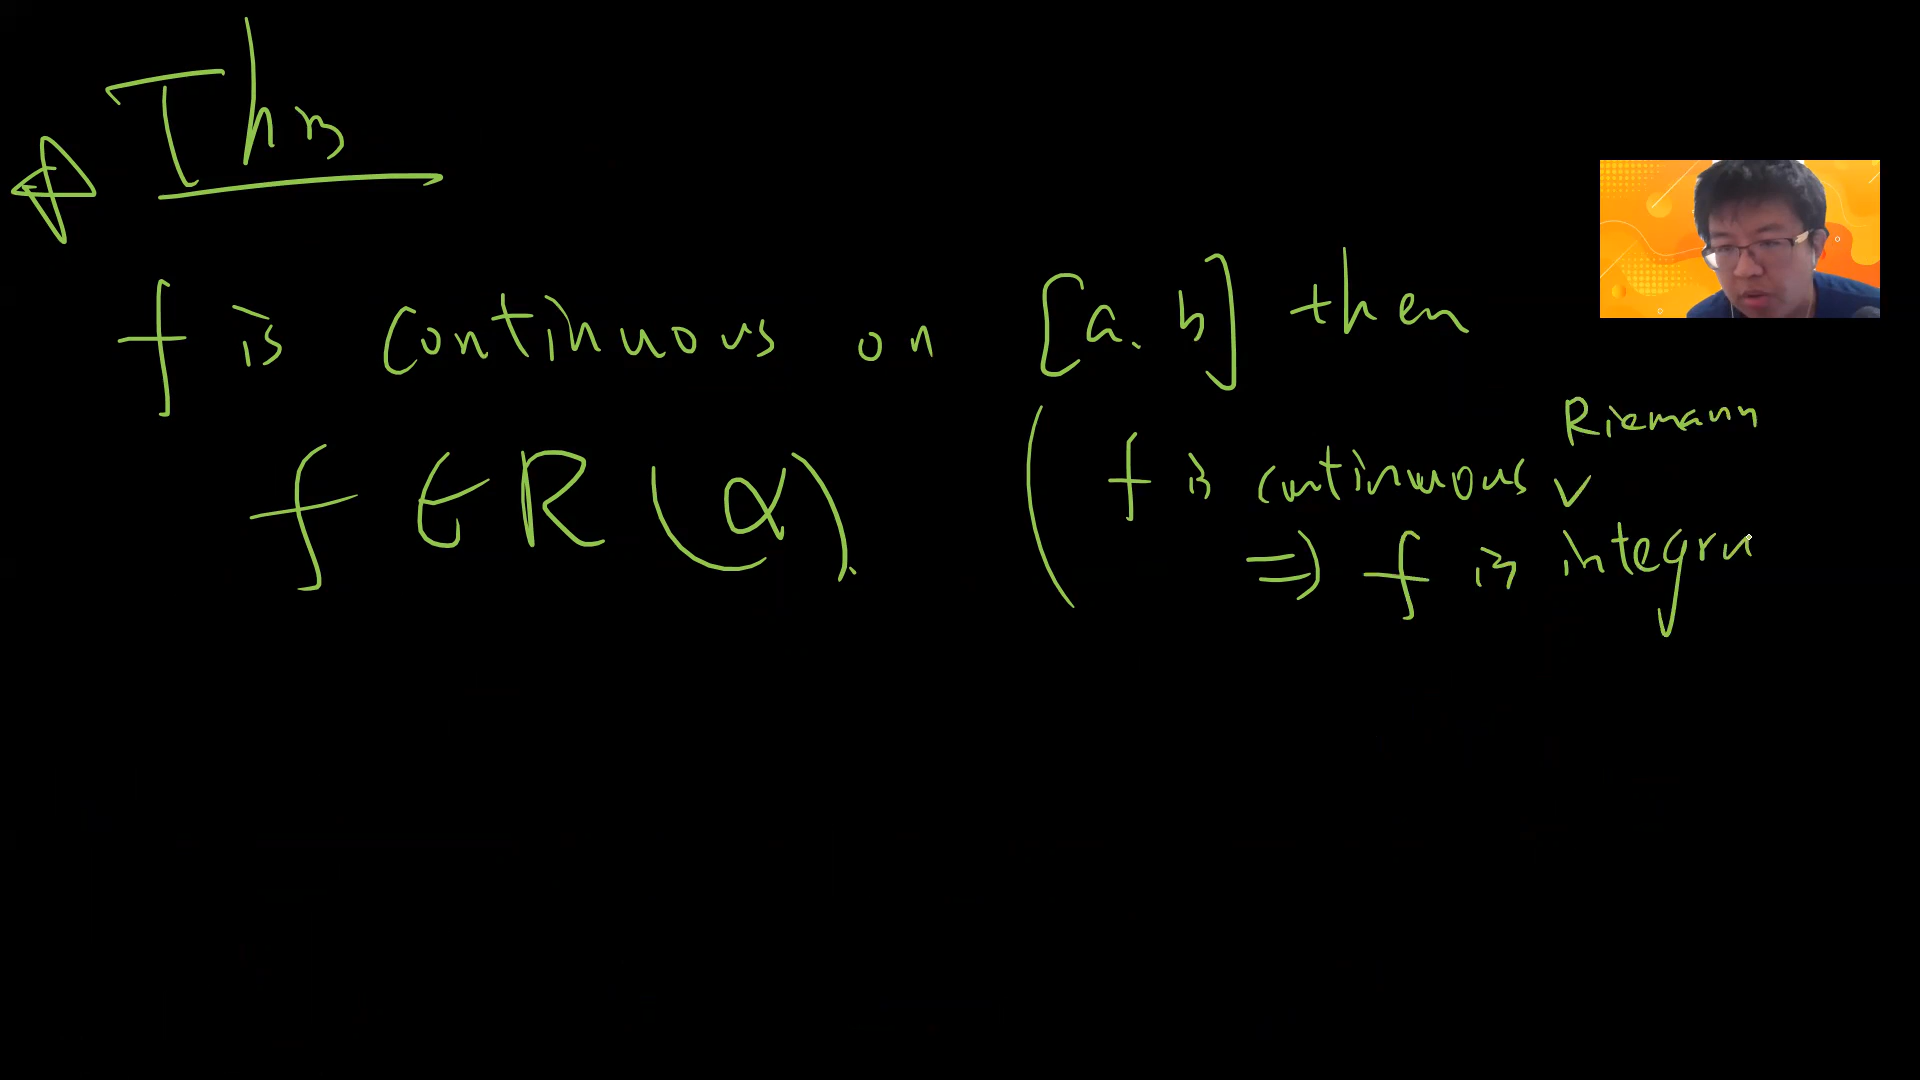 Thm
f is continuous on [a, b] then
f ∈ R(α).
( f is continuous
Riemann
⇒ f is integra